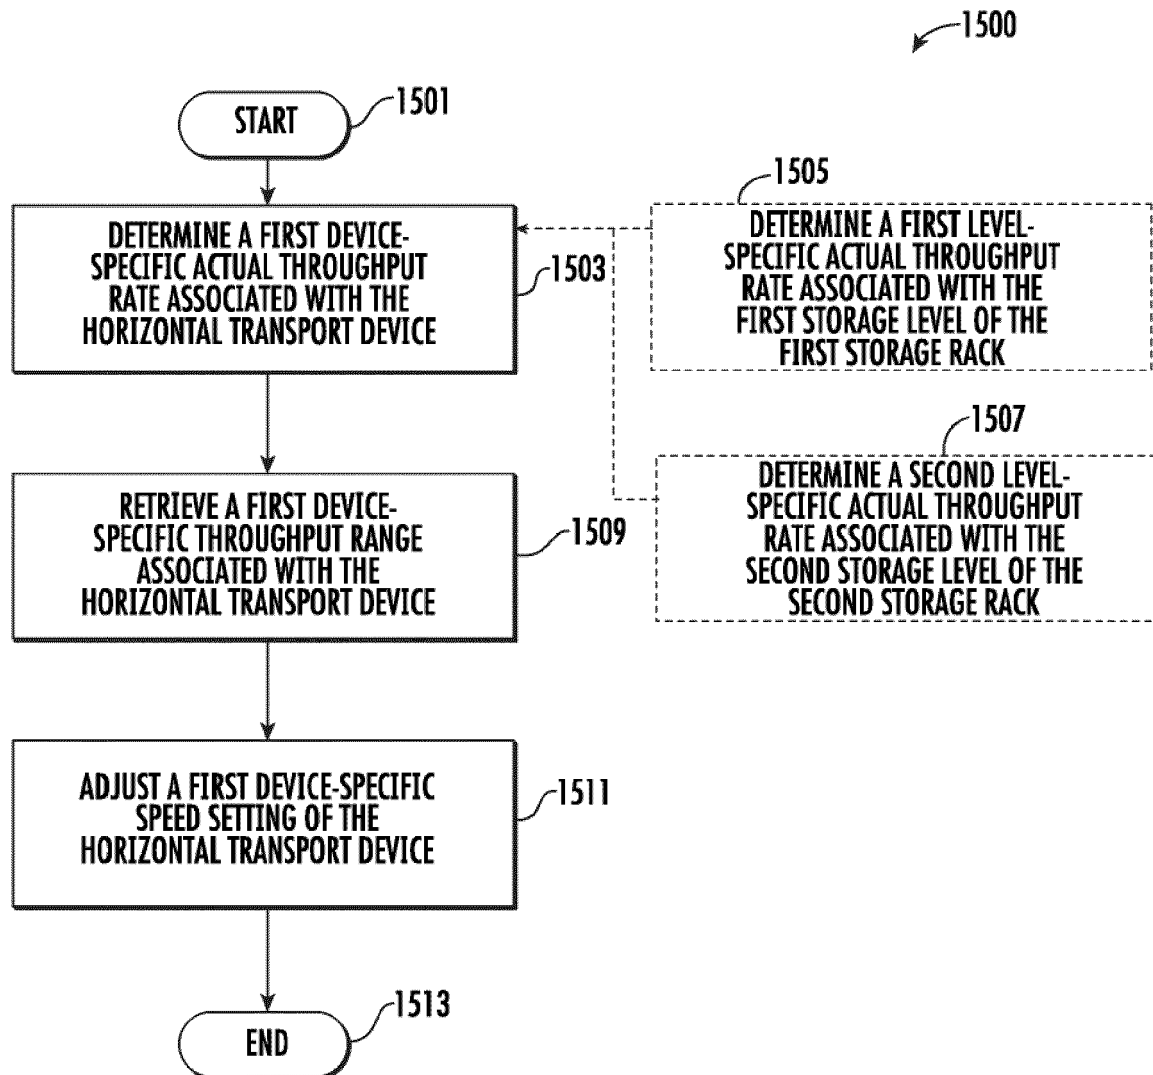 1500
START
1501
DETERMINE A FIRST DEVICE-
SPECIFIC ACTUAL THROUGHPUT
RATE ASSOCIATED WITH THE
HORIZONTAL TRANSPORT DEVICE
1503
1505
DETERMINE A FIRST LEVEL-
SPECIFIC ACTUAL THROUGHPUT
RATE ASSOCIATED WITH THE
FIRST STORAGE LEVEL OF THE
FIRST STORAGE RACK
1507
DETERMINE A SECOND LEVEL-
SPECIFIC ACTUAL THROUGHPUT
RATE ASSOCIATED WITH THE
SECOND STORAGE LEVEL OF THE
SECOND STORAGE RACK
RETRIEVE A FIRST DEVICE-
SPECIFIC THROUGHPUT RANGE
ASSOCIATED WITH THE
HORIZONTAL TRANSPORT DEVICE
1509
ADJUST A FIRST DEVICE-SPECIFIC
SPEED SETTING OF THE
HORIZONTAL TRANSPORT DEVICE
1511
END
1513